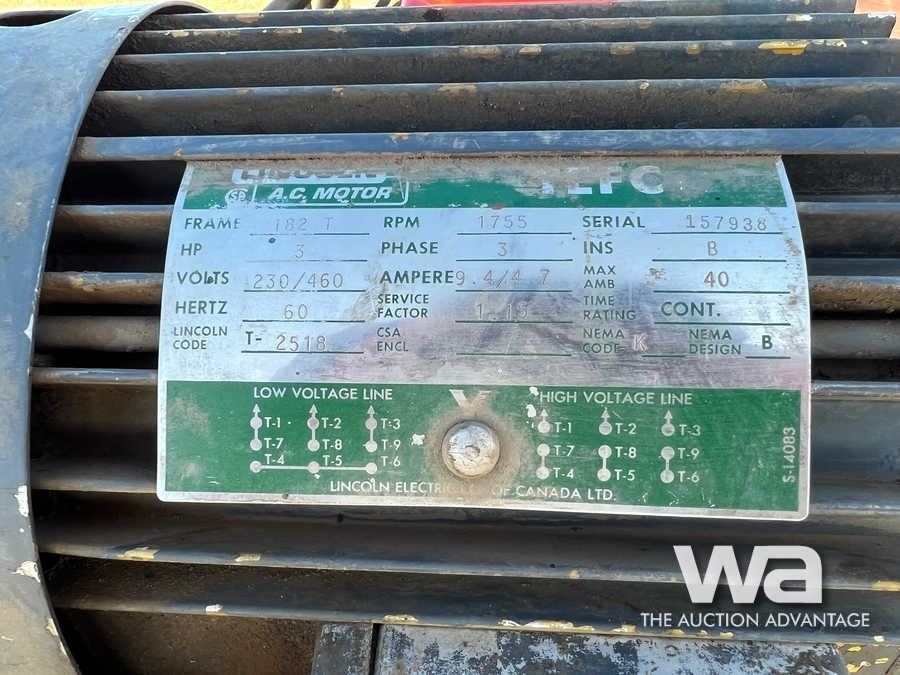 LINCOLN TEFC
A.C. MOTOR
FRAME 182 T RPM 1755 SERIAL 157938
HP 3 PHASE 3 INS B
VOLTS 230/460 AMPERE 9.4/4.7 MAX AMB 40
HERTZ 60 SERVICE FACTOR 1.15 TIME RATING CONT.
LINCOLN CODE T- 2518 CSA ENCL NEMA CODE K NEMA DESIGN B
LOW VOLTAGE LINE HIGH VOLTAGE LINE
T-1 T-2 T-3 T-1 T-2 T-3
T-7 T-8 T-9 T-7 T-8 T-9
T-4 T-5 T-6 T-4 T-5 T-6
LINCOLN ELECTRIC OF CANADA LTD.
S-14083
wa
THE AUCTION ADVANTAGE